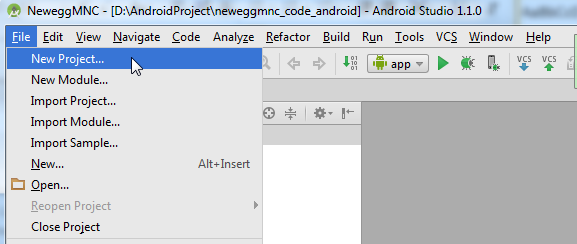 NeweggMNC - [D:\AndroidProject\neweggmnc_code_android] - Android Studio 1.1.0
File Edit View Navigate Code Analyze Refactor Build Run Tools VCS Window Help
app VCS VCS
New Project...
New Module...
Import Project...
Import Module...
Import Sample...
New... Alt+Insert
Open...
Reopen Project
Close Project